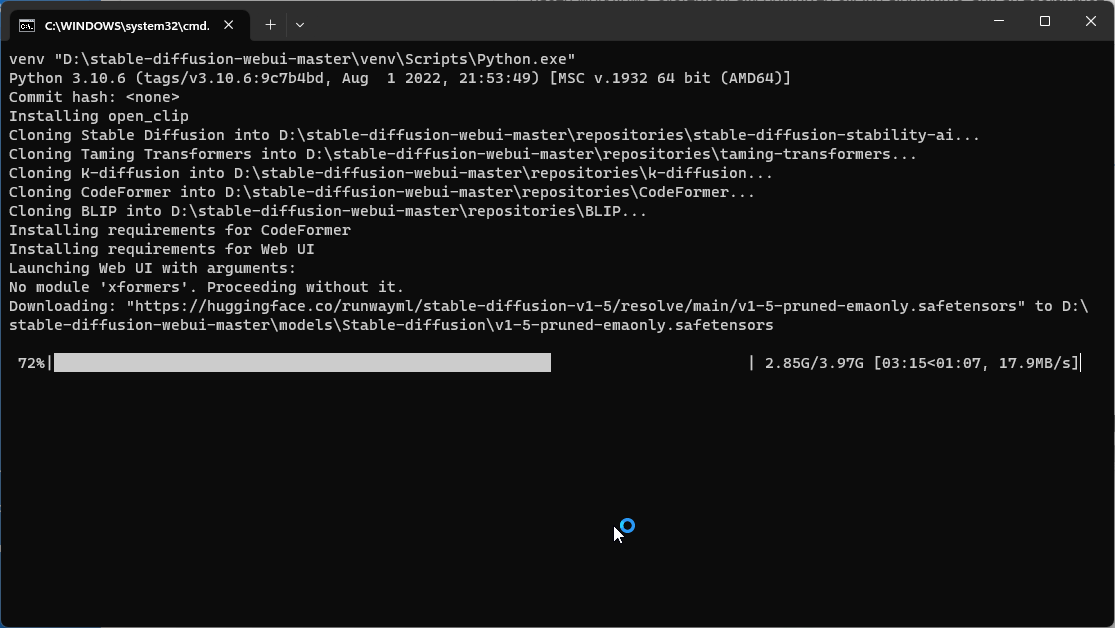 C:\WINDOWS\system32\cmd.
venv "D:\stable-diffusion-webui-master\venv\Scripts\Python.exe"
Python 3.10.6 (tags/v3.10.6:9c7b4bd, Aug  1 2022, 21:53:49) [MSC v.1932 64 bit (AMD64)]
Commit hash: <none>
Installing open_clip
Cloning Stable Diffusion into D:\stable-diffusion-webui-master\repositories\stable-diffusion-stability-ai...
Cloning Taming Transformers into D:\stable-diffusion-webui-master\repositories\taming-transformers...
Cloning K-diffusion into D:\stable-diffusion-webui-master\repositories\k-diffusion...
Cloning CodeFormer into D:\stable-diffusion-webui-master\repositories\CodeFormer...
Cloning BLIP into D:\stable-diffusion-webui-master\repositories\BLIP...
Installing requirements for CodeFormer
Installing requirements for Web UI
Launching Web UI with arguments:
No module 'xformers'. Proceeding without it.
Downloading: "https://huggingface.co/runwayml/stable-diffusion-v1-5/resolve/main/v1-5-pruned-emaonly.safetensors" to D:\
stable-diffusion-webui-master\models\Stable-diffusion\v1-5-pruned-emaonly.safetensors
72%| | 2.85G/3.97G [03:15<01:07, 17.9MB/s]